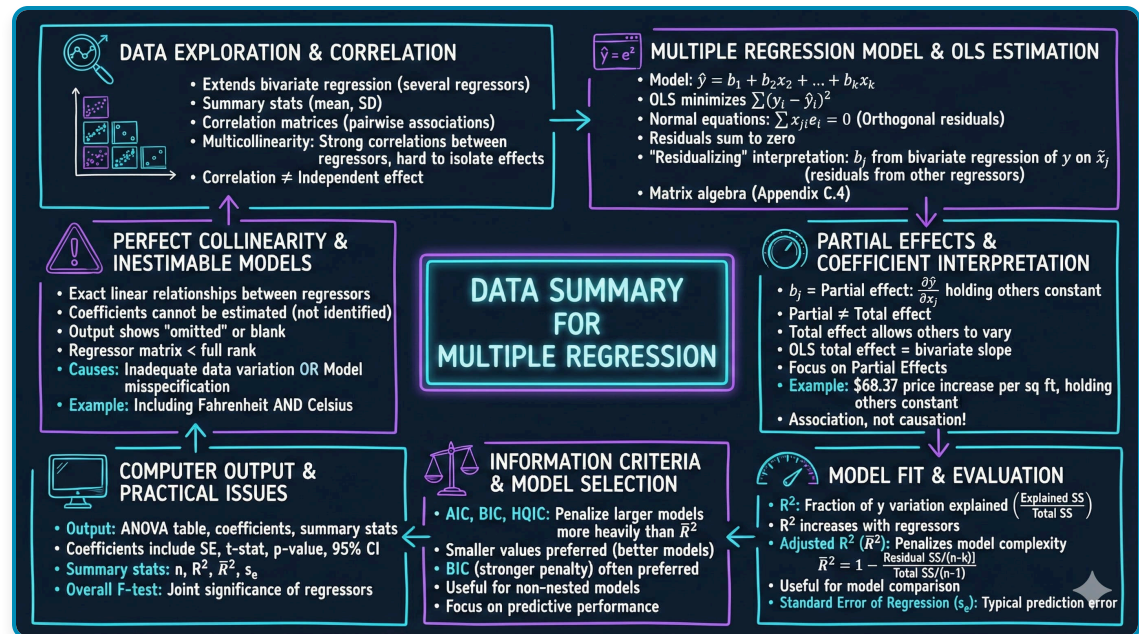 DATA EXPLORATION & CORRELATION
• Extends bivariate regression (several regressors)
• Summary stats (mean, SD)
• Correlation matrices (pairwise associations)
• Multicollinearity: Strong correlations between
regressors, hard to isolate effects
• Correlation ≠ Independent effect
ŷ = e²
MULTIPLE REGRESSION MODEL & OLS ESTIMATION
• Model: ŷ = b₁ + b₂x₂ + ... + bₖxₖ
• OLS minimizes ∑(yᵢ − ŷᵢ)²
• Normal equations: ∑ xⱼᵢeᵢ = 0 (Orthogonal residuals)
• Residuals sum to zero
• "Residualizing" interpretation: bⱼ from bivariate regression of y on x̃ⱼ
(residuals from other regressors)
• Matrix algebra (Appendix C.4)
PARTIAL EFFECTS &
COEFFICIENT INTERPRETATION
• bⱼ = Partial effect: ∂ŷ/∂xⱼ holding others constant
• Partial ≠ Total effect
• Total effect allows others to vary
• OLS total effect = bivariate slope
• Focus on Partial Effects
• Example: $68.37 price increase per sq ft, holding
others constant
• Association, not causation!
MODEL FIT & EVALUATION
• R²: Fraction of y variation explained (Explained SS/Total SS)
• R² increases with regressors
• Adjusted R² (R̄²): Penalizes model complexity
R̄² = 1 − Residual SS/(n-k)]/Total SS/(n−1)
• Useful for model comparison
• Standard Error of Regression (sₑ): Typical prediction error
INFORMATION CRITERIA
& MODEL SELECTION
• AIC, BIC, HQIC: Penalize larger models
more heavily than R̄²
• Smaller values preferred (better models)
• BIC (stronger penalty) often preferred
• Useful for non-nested models
• Focus on predictive performance
COMPUTER OUTPUT &
PRACTICAL ISSUES
• Output: ANOVA table, coefficients, summary stats
• Coefficients include SE, t-stat, p-value, 95% CI
• Summary stats: n, R², R̄², sₑ
• Overall F-test: Joint significance of regressors
PERFECT COLLINEARITY &
INESTIMABLE MODELS
• Exact linear relationships between regressors
• Coefficients cannot be estimated (not identified)
• Output shows "omitted" or blank
• Regressor matrix < full rank
• Causes: Inadequate data variation OR Model
misspecification
• Example: Including Fahrenheit AND Celsius
DATA SUMMARY
FOR
MULTIPLE REGRESSION